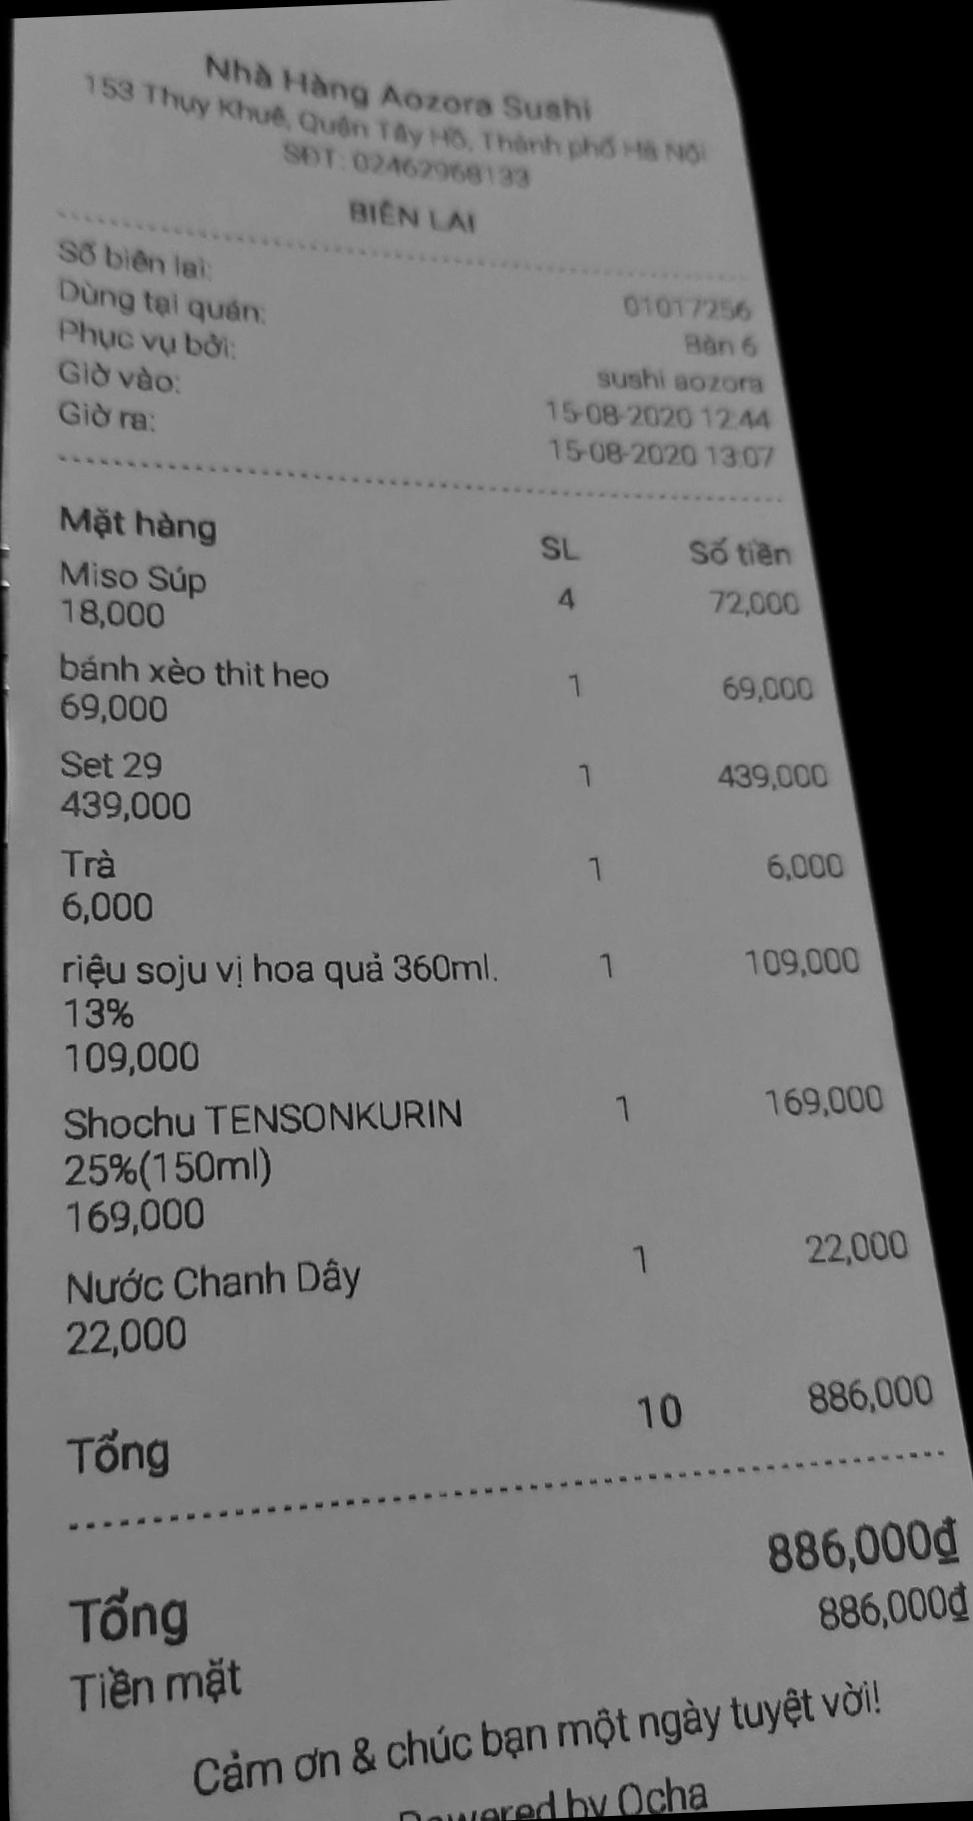 Nhà Hàng Aozora Sushi
153 Thụy Khuê, Quận Tây Hồ, Thành phố Hà Nội
SĐT: 02462968133
BIÊN LAI
Số biên lai: 01017256
Dùng tại quán: Bàn 6
Phục vụ bởi: sushi aozora
Giờ vào: 15-08-2020 12:44
Giờ ra: 15-08-2020 13:07
Mặt hàng SL Số tiền
Miso Súp 4 72,000
18,000
bánh xèo thit heo 1 69,000
69,000
Set 29 1 439,000
439,000
Trà 1 6,000
6,000
riệu soju vị hoa quả 360ml. 1 109,000
13%
109,000
Shochu TENSONKURIN 1 169,000
25%(150ml)
169,000
Nước Chanh Dây 1 22,000
22,000
Tổng 10 886,000
Tổng 886,000₫
Tiền mặt 886,000₫
Cảm ơn & chúc bạn một ngày tuyệt vời!
Powered by Ocha